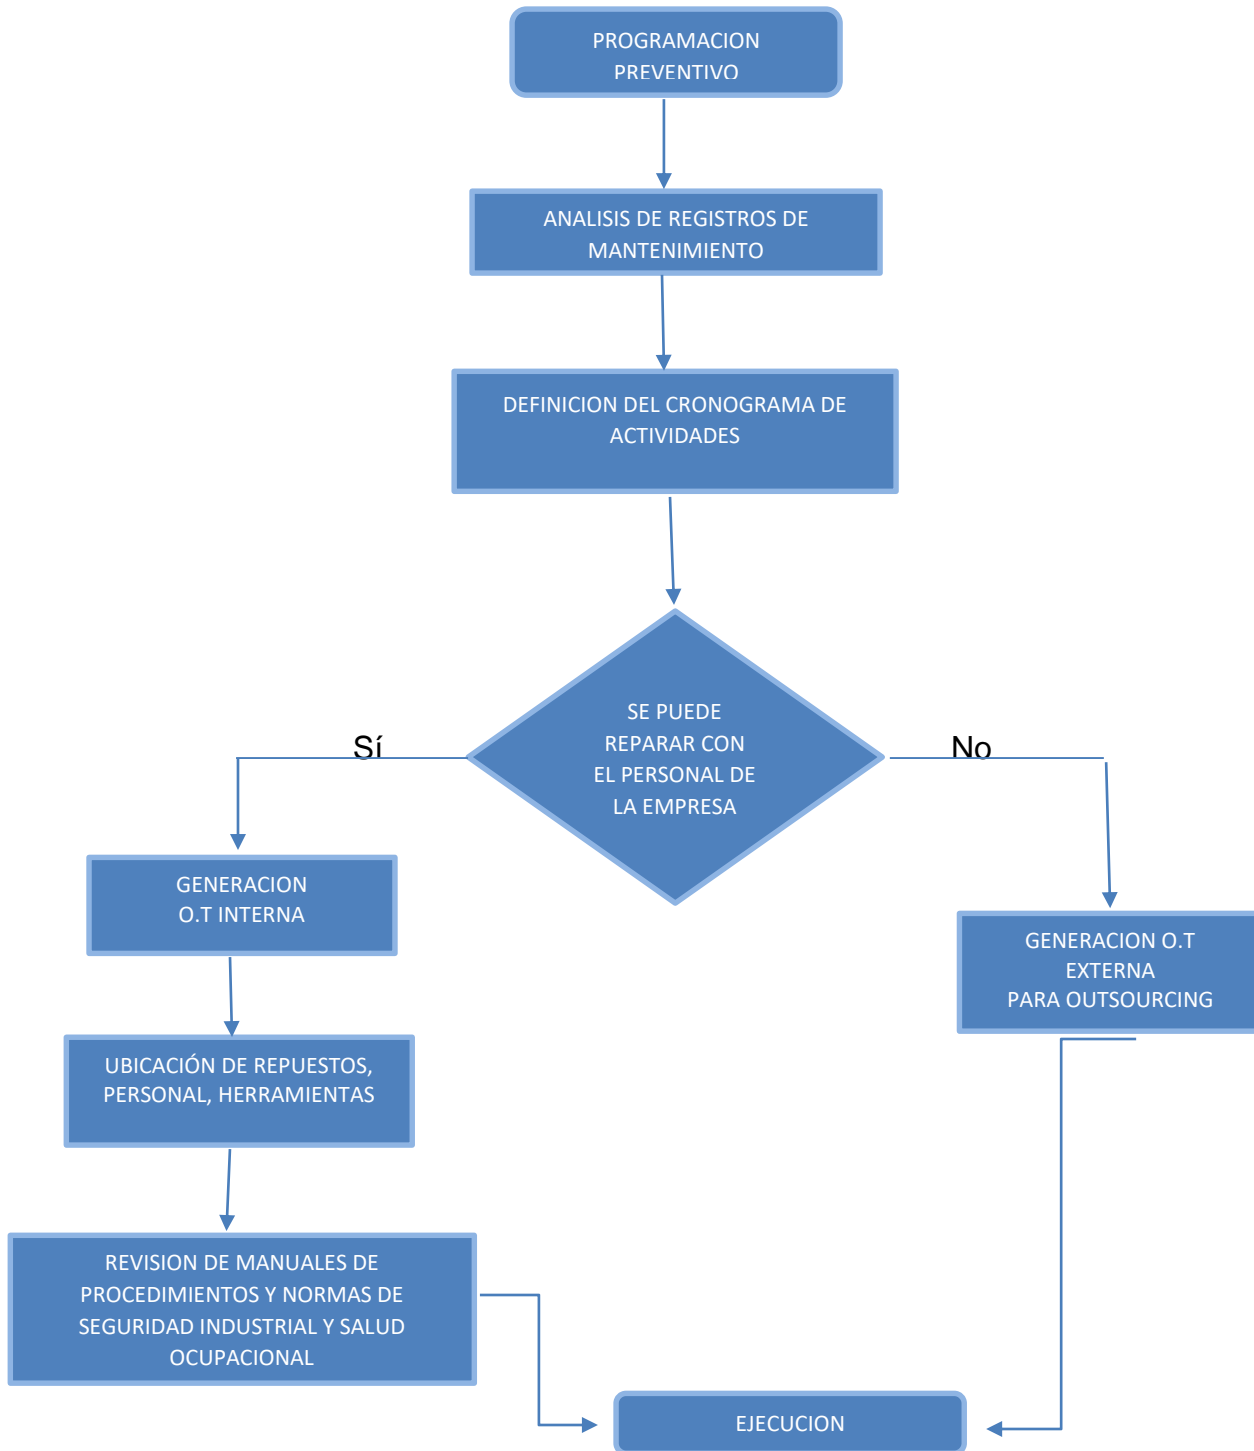 PROGRAMACION
PREVENTIVO
ANALISIS DE REGISTROS DE
MANTENIMIENTO
DEFINICION DEL CRONOGRAMA DE
ACTIVIDADES
SE PUEDE
REPARAR CON
EL PERSONAL DE
LA EMPRESA
Sí
No
GENERACION
O.T INTERNA
GENERACION O.T
EXTERNA
PARA OUTSOURCING
UBICACIÓN DE REPUESTOS,
PERSONAL, HERRAMIENTAS
REVISION DE MANUALES DE
PROCEDIMIENTOS Y NORMAS DE
SEGURIDAD INDUSTRIAL Y SALUD
OCUPACIONAL
EJECUCION